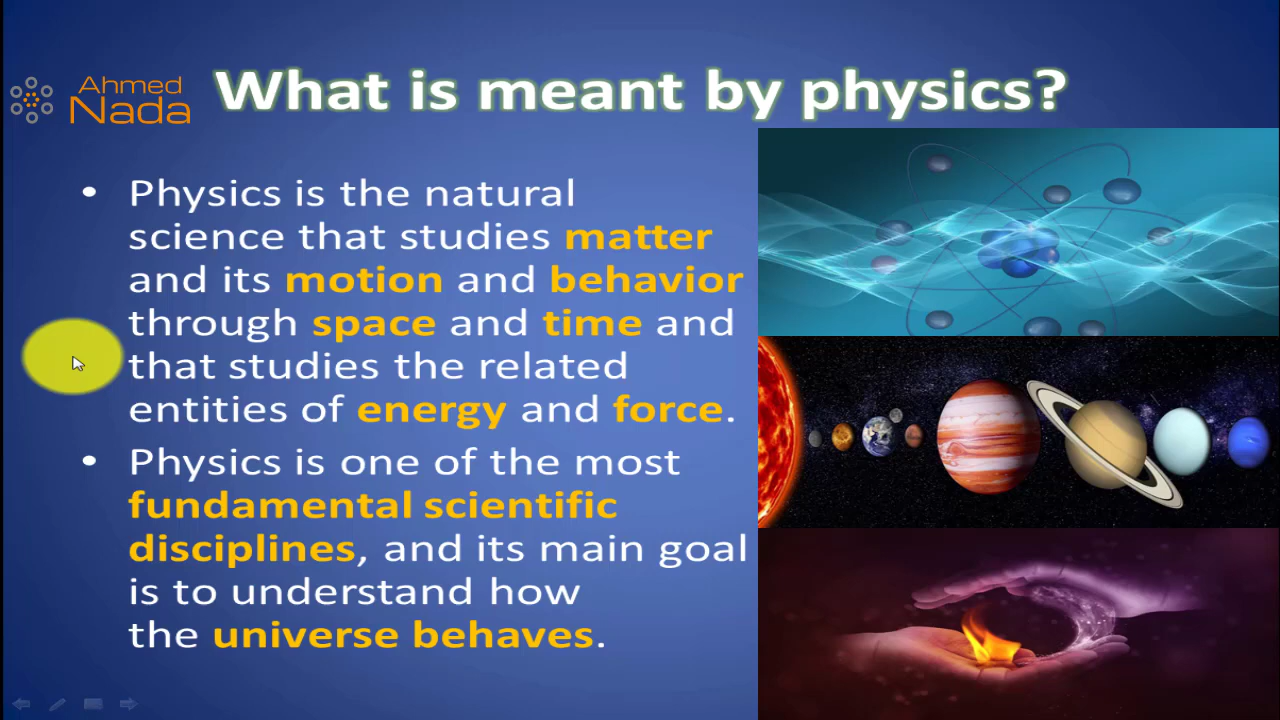 Ahmed
Nada
What is meant by physics?
• Physics is the natural
science that studies matter
and its motion and behavior
through space and time and
that studies the related
entities of energy and force.
• Physics is one of the most
fundamental scientific
disciplines, and its main goal
is to understand how
the universe behaves.